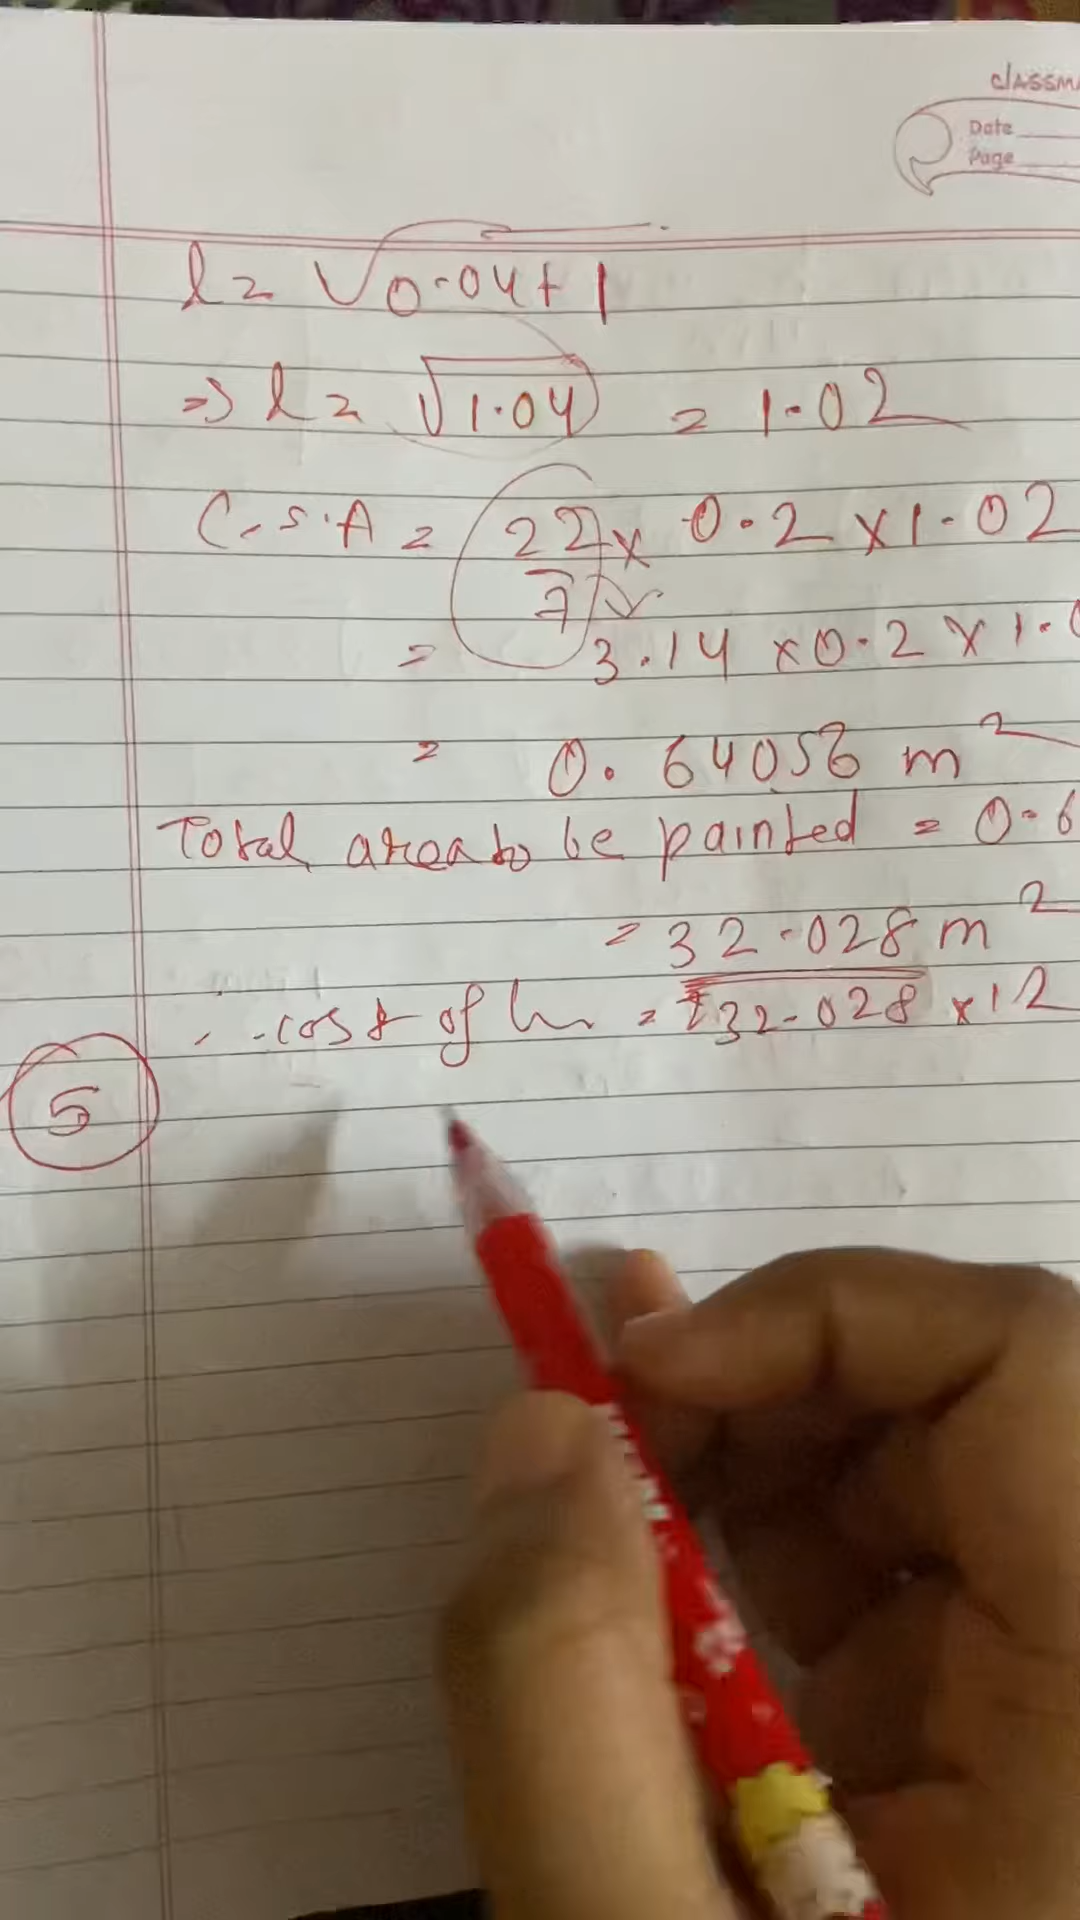 classm
Date
Page
l = √0.04+1
⇒ l = √1.04 = 1.02
C.S.A = 22/7 × 0.2 × 1.02
= 3.14 × 0.2 × 1.0
= 0.64056 m²
Total area to be painted = 0.6
= 32.028 m²
cost of = ₹32.028 × 12
5